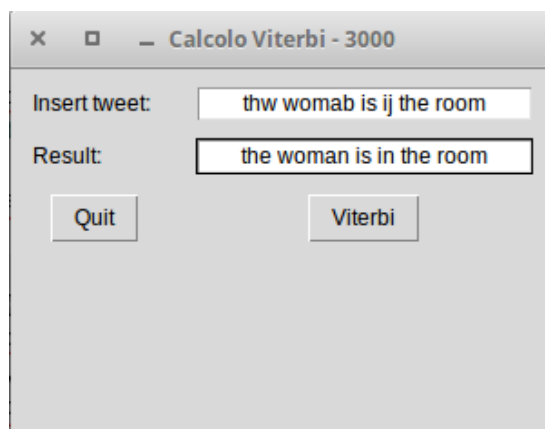 Calcolo Viterbi - 3000
Insert tweet: thw womab is ij the room
Result: the woman is in the room
Quit Viterbi